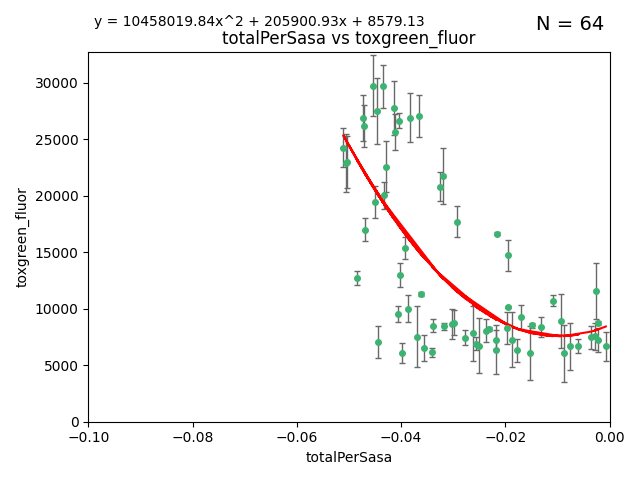 y = 10458019.84x^2 + 205900.93x + 8579.13
N = 64
totalPerSasa vs toxgreen_fluor
30000
25000
20000
15000
10000
5000
0
toxgreen_fluor
−0.10
−0.08
−0.06
−0.04
−0.02
0.00
totalPerSasa